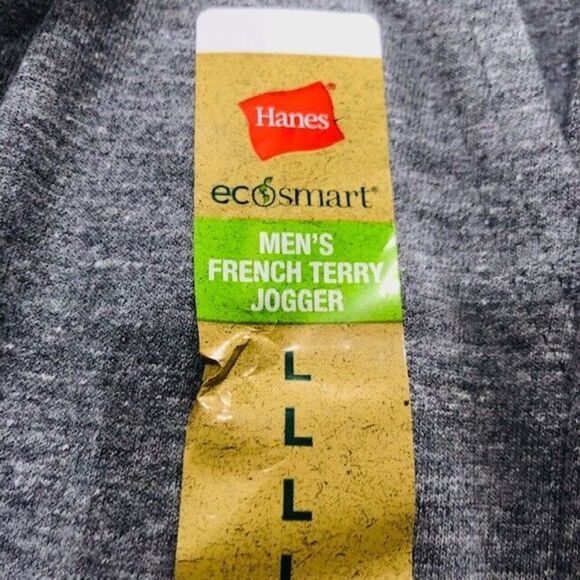 Hanes
ecosmart®
MEN'S
FRENCH TERRY
JOGGER
L
L
L
L